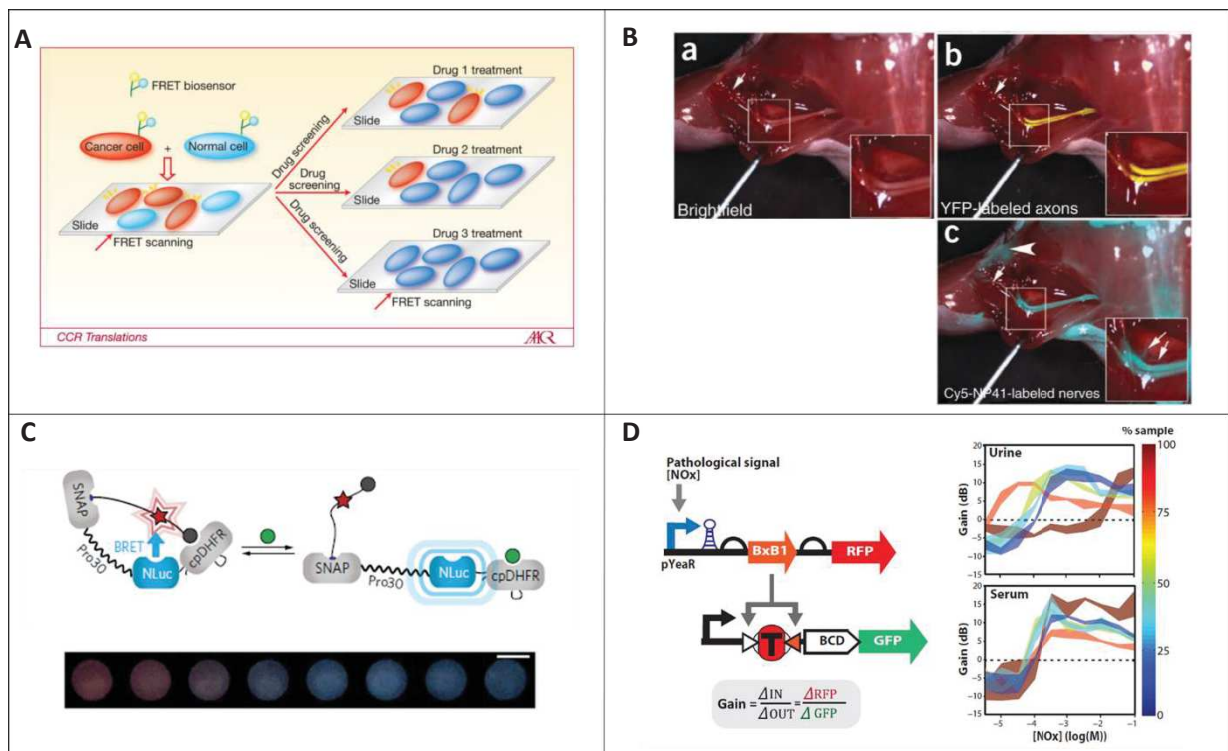 A
FRET biosensor
Cancer cell
+
Normal cell
Slide
FRET scanning
Drug screening
Drug screening
Drug screening
Drug 1 treatment
Slide
Drug 2 treatment
Slide
Drug 3 treatment
Slide
FRET scanning
CCR Translations
AACR
B
a
Brightfield
b
YFP-labeled axons
c
*
Cy5-NP41-labeled nerves
C
SNAP
BRET
Pro30
NLuc
cpDHFR
SNAP
Pro30
NLuc
cpDHFR
D
Pathological signal
[NOx]
pYeaR
BxB1
RFP
T
BCD
GFP
Gain = ΔIN/ΔOUT = ΔRFP/ΔGFP
% sample
100
75
50
25
0
Urine
Gain (dB)
20
15
10
5
0
-5
-10
-15
Serum
Gain (dB)
20
15
10
5
0
-5
-10
-15
-5 -4 -3 -2 -1
[NOx] (log(M))